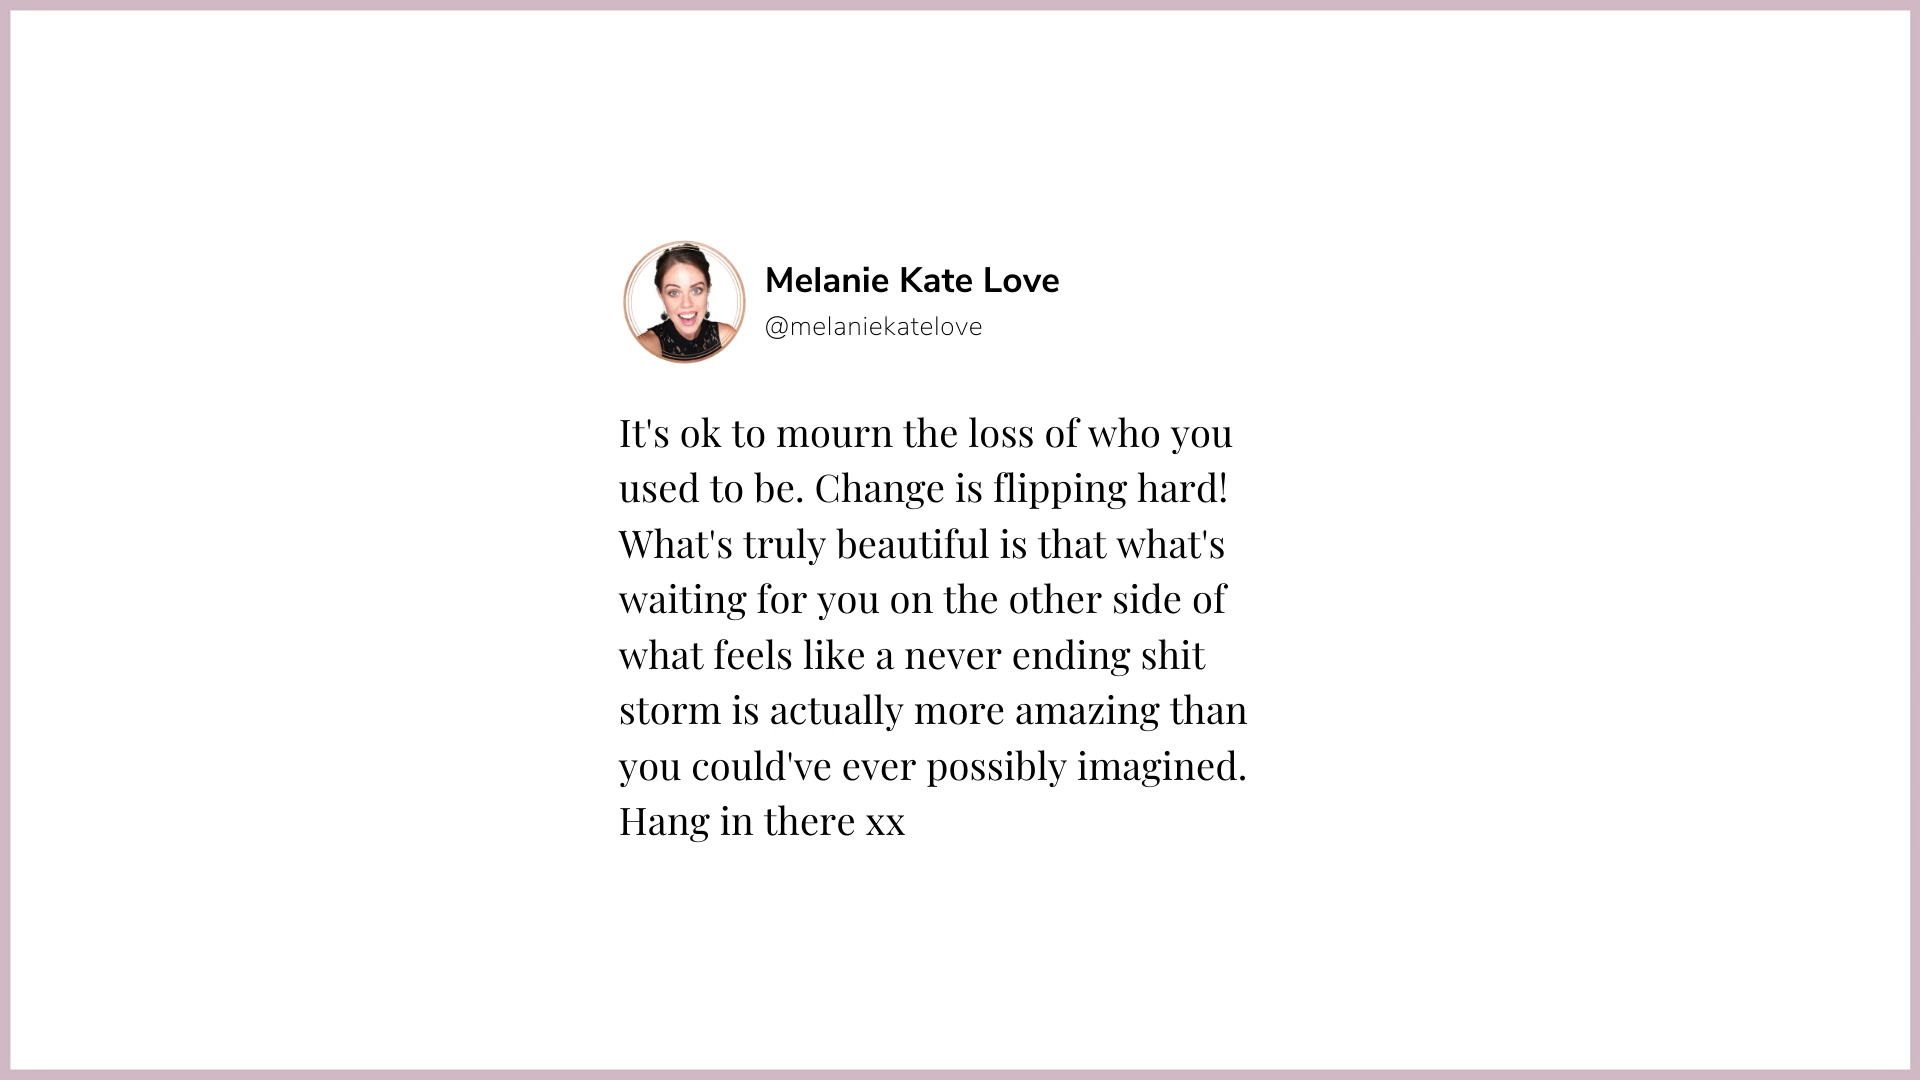 Melanie Kate Love
@melaniekatelove
It's ok to mourn the loss of who you
used to be. Change is flipping hard!
What's truly beautiful is that what's
waiting for you on the other side of
what feels like a never ending shit
storm is actually more amazing than
you could've ever possibly imagined.
Hang in there xx